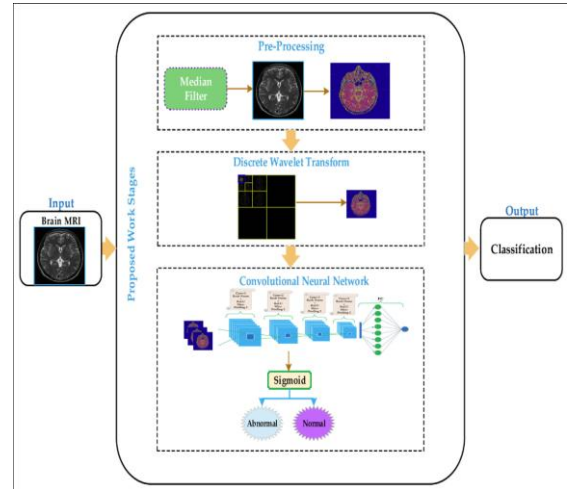 Pre-Processing
Median
Filter
Discrete Wavelet Transform
Proposed Work Stages
Input
Brain MRI
Output
Classification
Convolutional Neural Network
Sigmoid
Abnormal
Normal